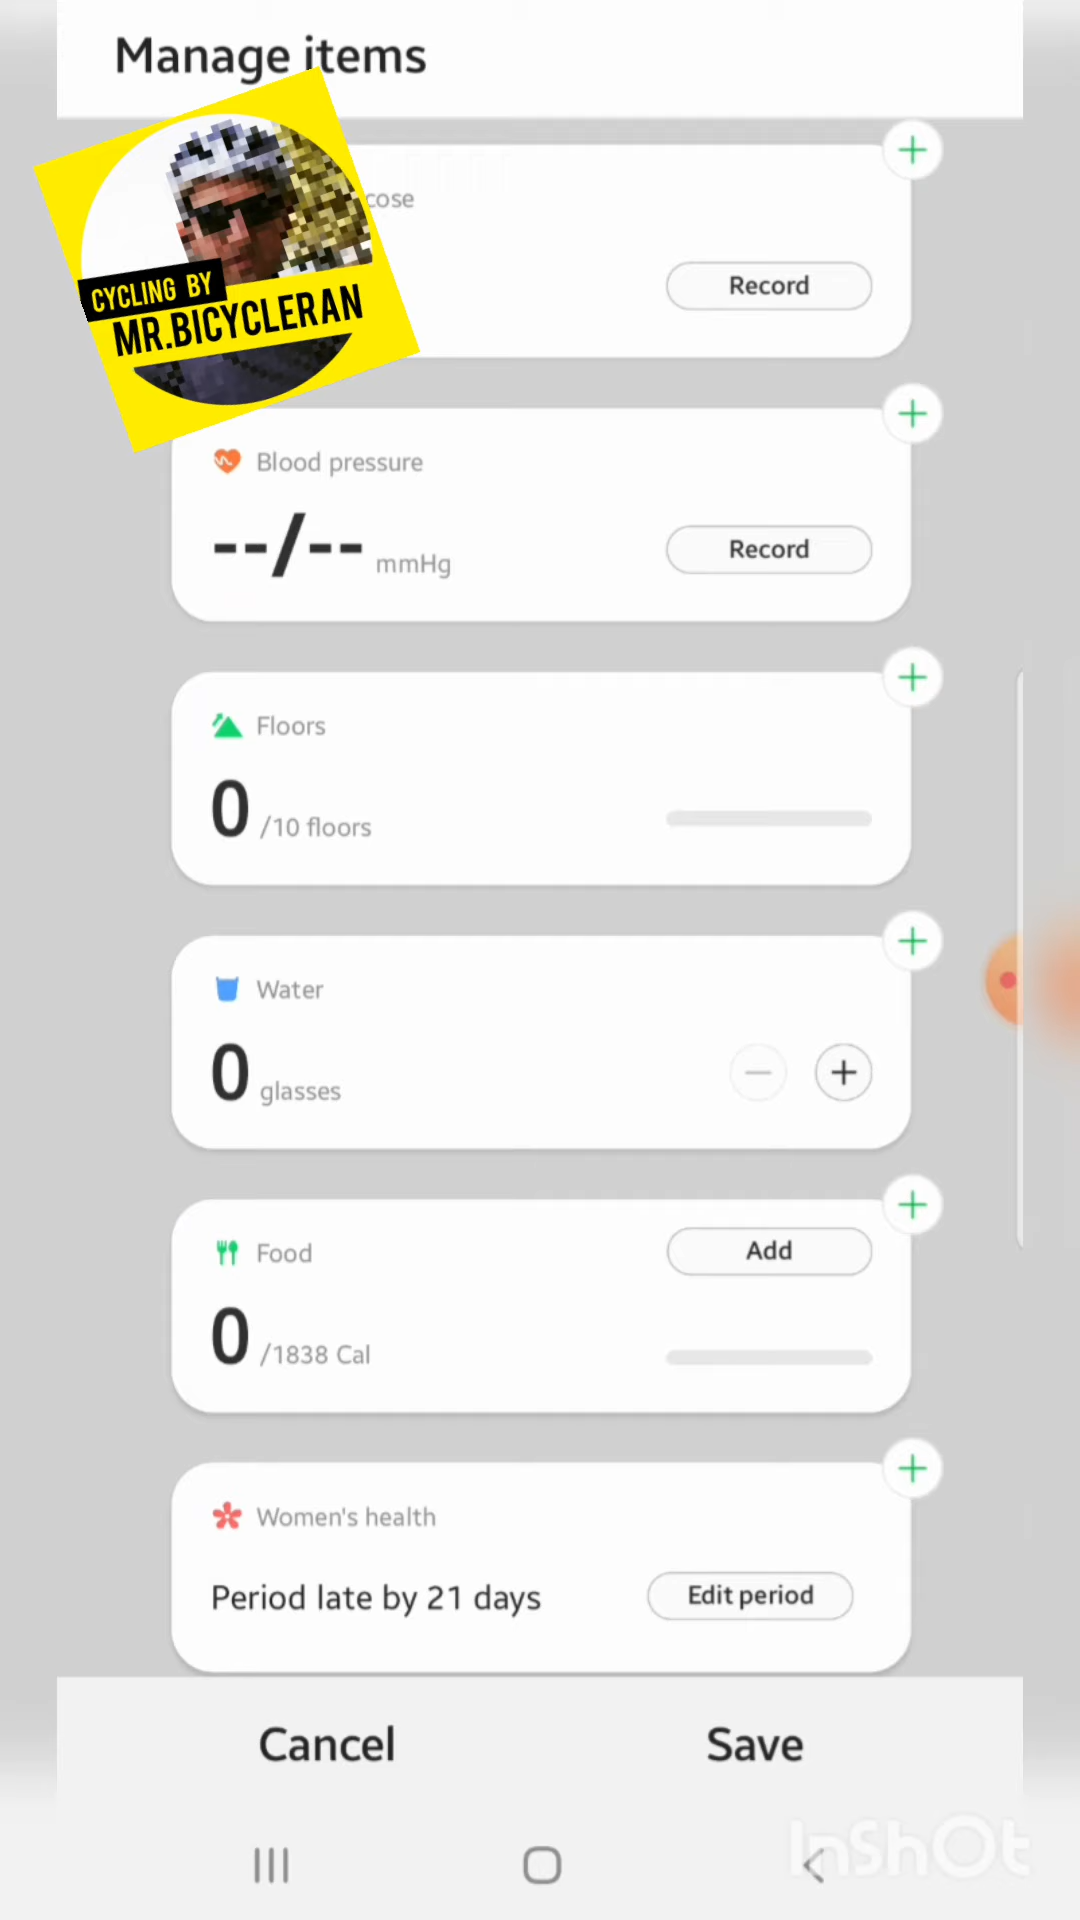 Manage items
cose
Record
CYCLING BY
MR.BICYCLERAN
Blood pressure
--/-- mmHg
Record
Floors
0 /10 floors
Water
0 glasses
Food
Add
0 /1838 Cal
Women's health
Period late by 21 days
Edit period
Cancel
Save
InShOt